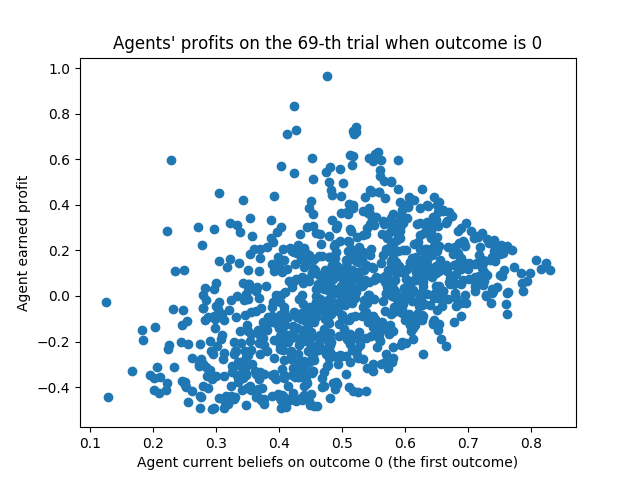 Agents' profits on the 69-th trial when outcome is 0
1.0
0.8
0.6
0.4
0.2
0.0
−0.2
−0.4
Agent earned profit
0.1 0.2 0.3 0.4 0.5 0.6 0.7 0.8
Agent current beliefs on outcome 0 (the first outcome)